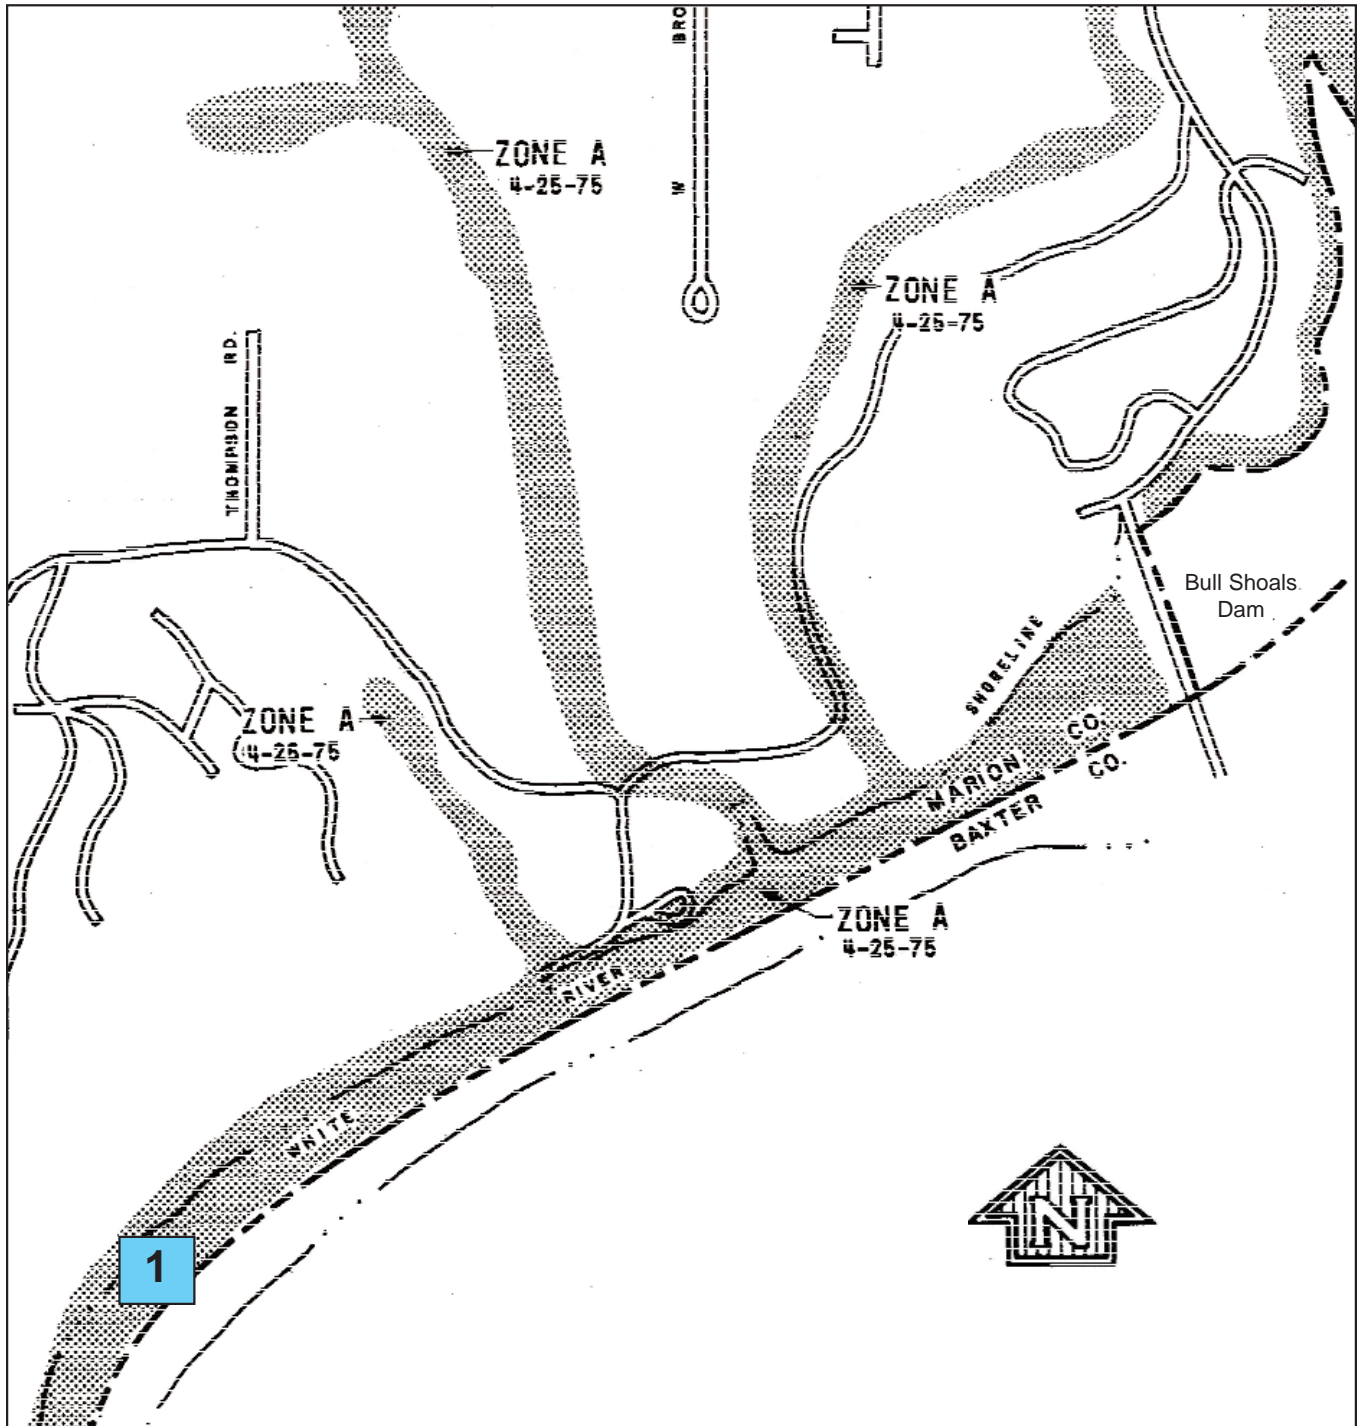 BRO
W
ZONE A
4-25-75
ZONE A
4-25-75
THOMPSON RD.
Bull Shoals
Dam
SHORELINE
ZONE A
4-25-75
MARION CO.
BAXTER CO.
ZONE A
4-25-75
RIVER
WHITE
1
N